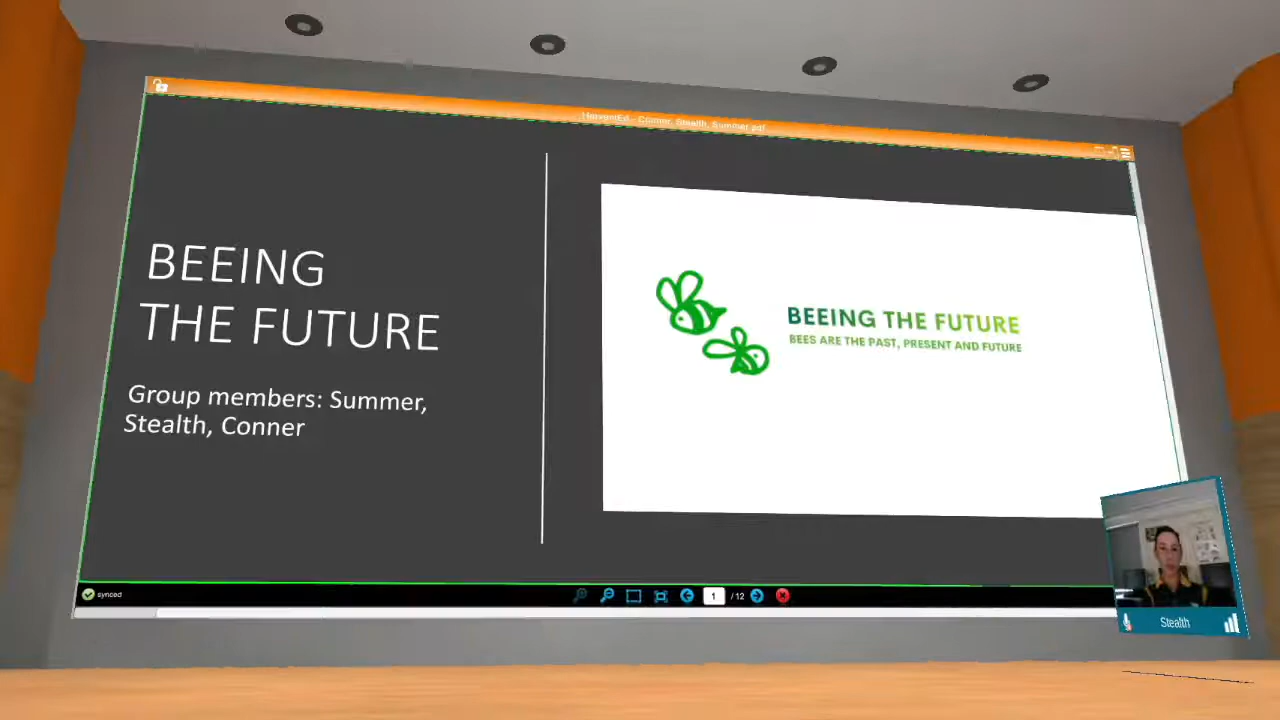 HarvestEd - Conner, Stealth, Summer.pdf
BEEING
THE FUTURE
Group members: Summer,
Stealth, Conner
BEEING THE FUTURE
BEES ARE THE PAST, PRESENT AND FUTURE
synced
1 / 12
Stealth